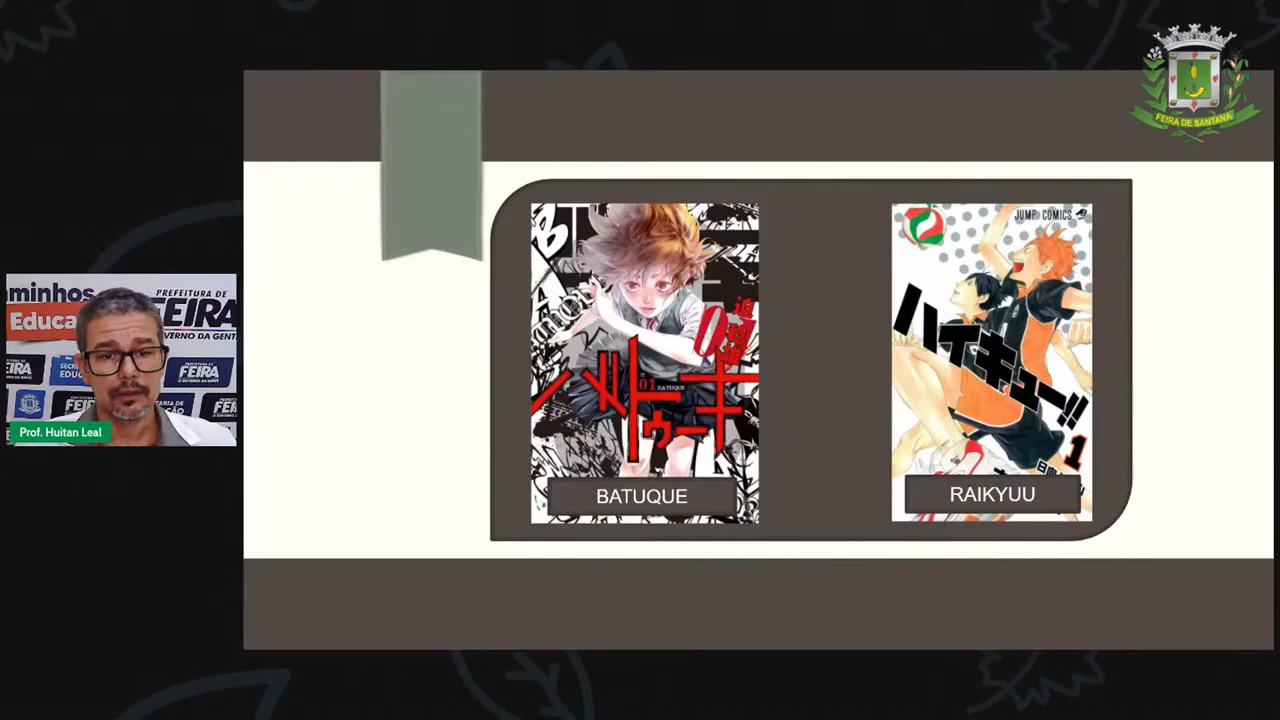 FEIRA DE SANTANA
minhos
Educa
PREFEITURA DE
FEIRA
VERNO DA GENT
FEIRA
Prof. Huitan Leal
B
01
バトゥーキ
01 BATUQUE
BATUQUE
JUMP COMICS
ハイキュー!!
1
RAIKYUU